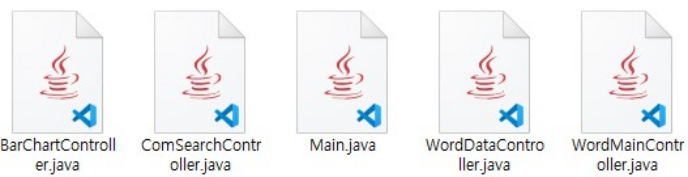 BarChartControll
er.java
ComSearchContr
oller.java
Main.java
WordDataContro
ller.java
WordMainContr
oller.java